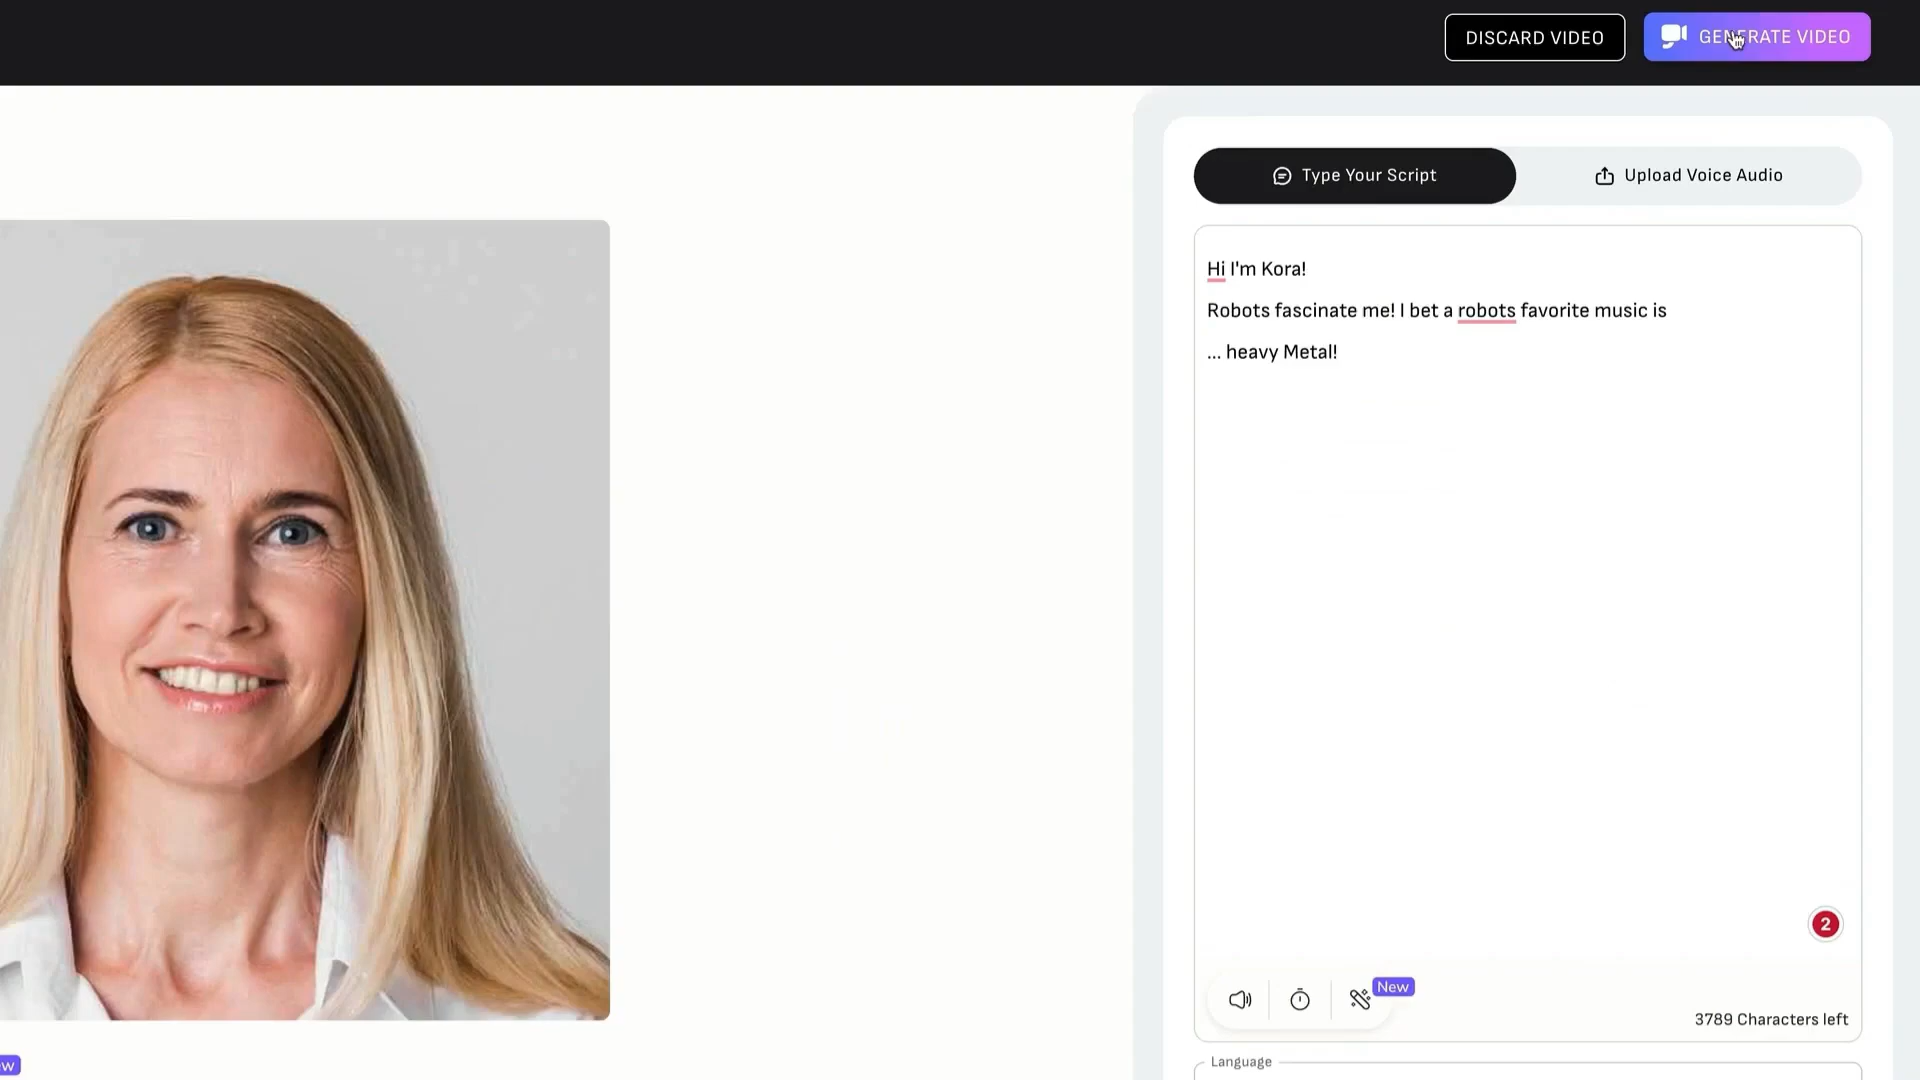 DISCARD VIDEO
GENERATE VIDEO
Type Your Script
Upload Voice Audio
Hi I'm Kora!
Robots fascinate me! I bet a robots favorite music is
... heavy Metal!
2
New
3789 Characters left
Language